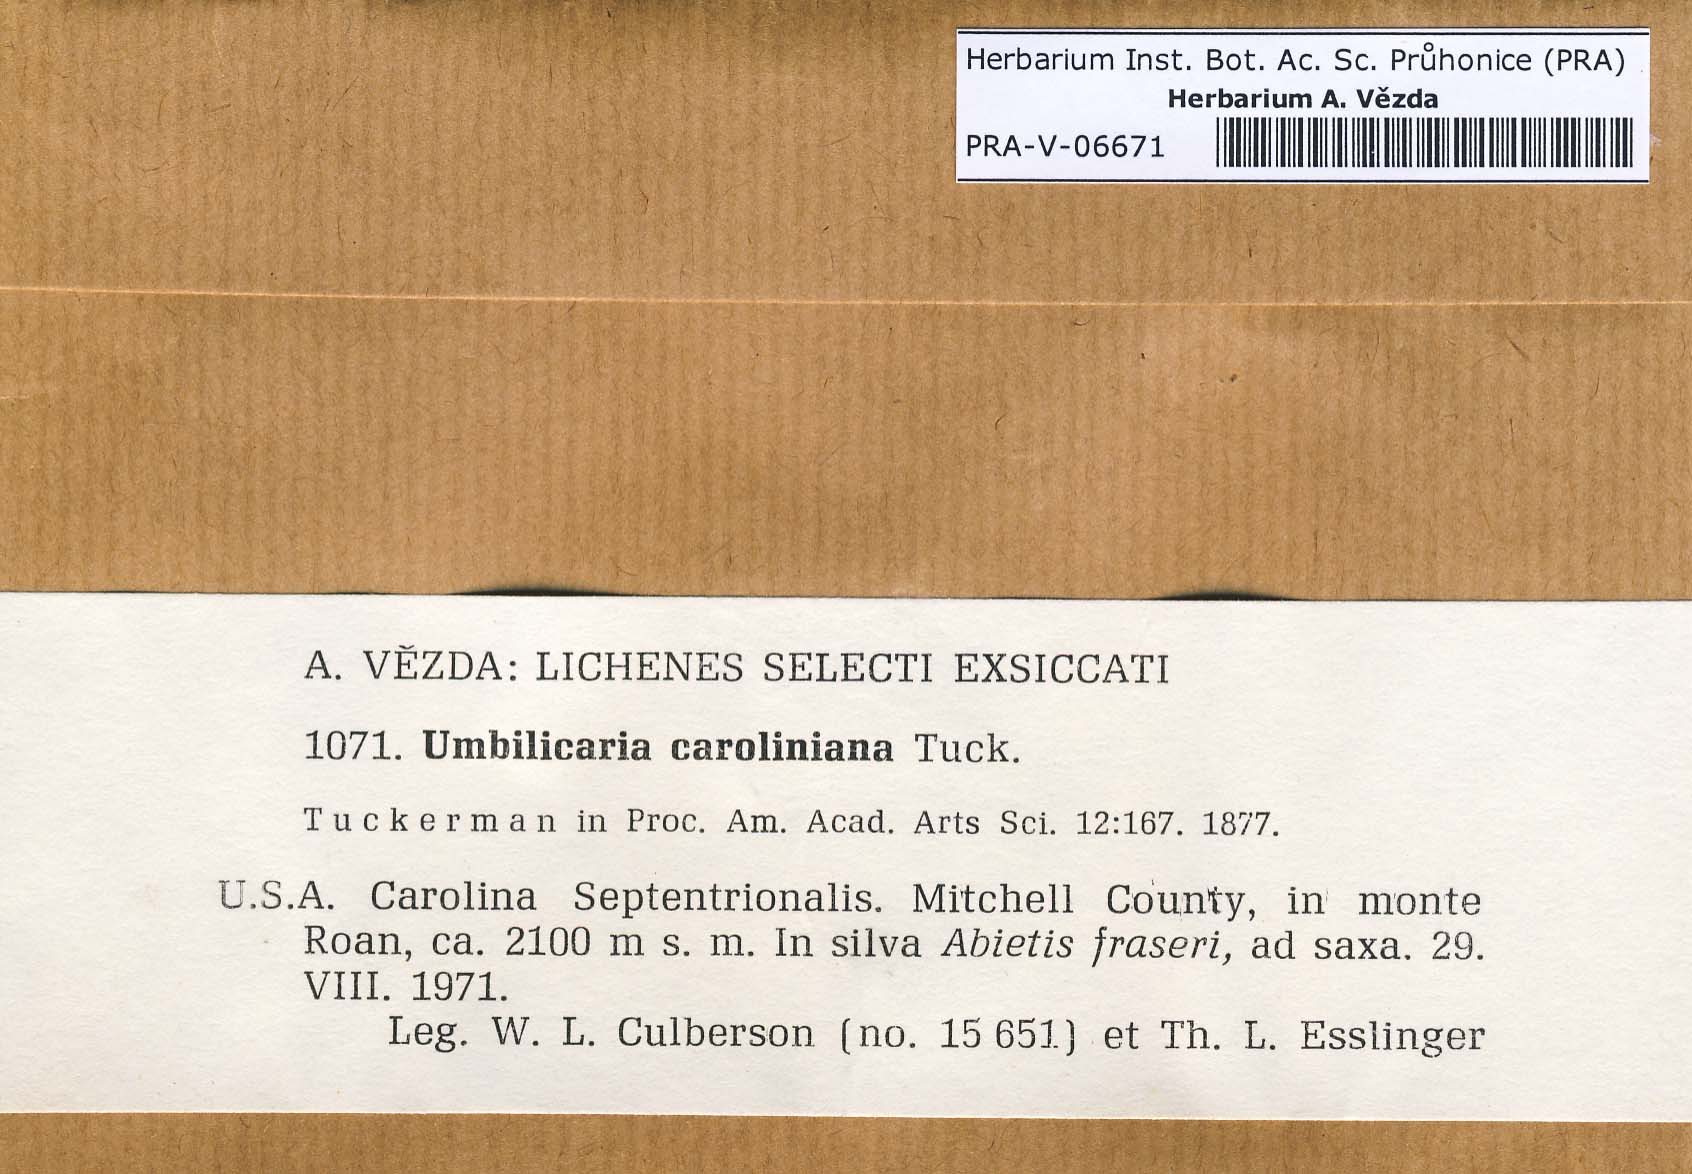 Herbarium Inst. Bot. Ac. Sc. Průhonice (PRA)
Herbarium A. Vězda
PRA-V-06671
A. VĚZDA: LICHENES SELECTI EXSICCATI
1071. Umbilicaria caroliniana Tuck.
Tuckerman in Proc. Am. Acad. Arts Sci. 12:167. 1877.
U.S.A. Carolina Septentrionalis. Mitchell County, in monte
Roan, ca. 2100 m s. m. In silva Abietis fraseri, ad saxa. 29.
VIII. 1971.
Leg. W. L. Culberson (no. 15 651) et Th. L. Esslinger